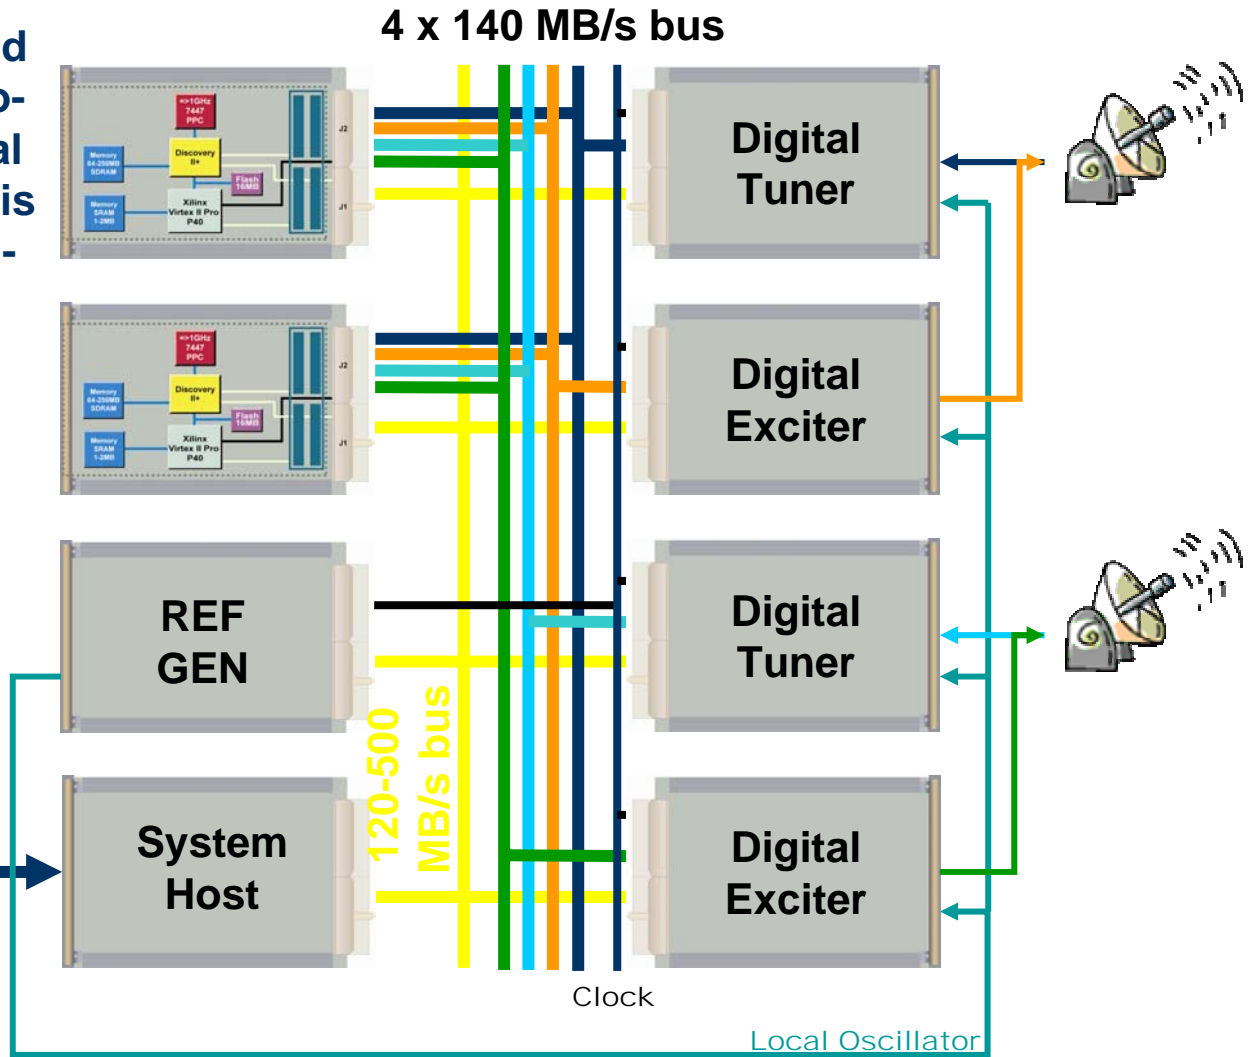 4 x 140 MB/s bus
d
o-
al
is
-
=>1GHz
7447
PPC
Memory
64-256MB
SDRAM
Discovery
II+
Flash
16MB
Memory
SRAM
1-2MB
Xilinx
Virtex II Pro
P40
J2
J1
Digital
Tuner
=>1GHz
7447
PPC
Memory
64-256MB
SDRAM
Discovery
II+
Flash
16MB
Memory
SRAM
1-2MB
Xilinx
Virtex II Pro
P40
J2
J1
Digital
Exciter
REF
GEN
Digital
Tuner
120-500
MB/s bus
System
Host
Digital
Exciter
Clock
Local Oscillator